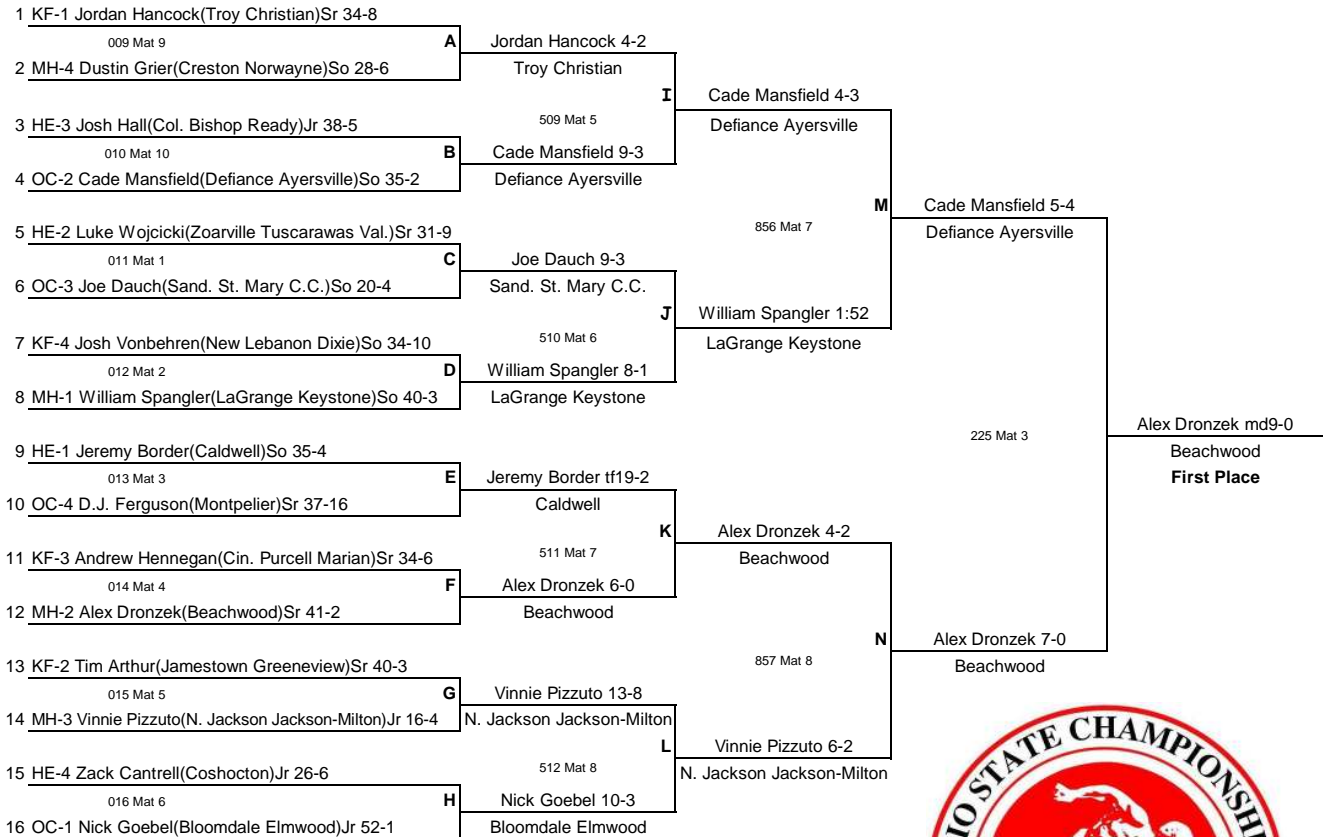 1 KF-1 Jordan Hancock(Troy Christian)Sr 34-8
009 Mat 9
A
2 MH-4 Dustin Grier(Creston Norwayne)So 28-6
Jordan Hancock 4-2
Troy Christian
I
509 Mat 5
3 HE-3 Josh Hall(Col. Bishop Ready)Jr 38-5
010 Mat 10
B
4 OC-2 Cade Mansfield(Defiance Ayersville)So 35-2
Cade Mansfield 9-3
Defiance Ayersville
Cade Mansfield 4-3
Defiance Ayersville
M
856 Mat 7
5 HE-2 Luke Wojcicki(Zoarville Tuscarawas Val.)Sr 31-9
011 Mat 1
C
6 OC-3 Joe Dauch(Sand. St. Mary C.C.)So 20-4
Joe Dauch 9-3
Sand. St. Mary C.C.
J
510 Mat 6
7 KF-4 Josh Vonbehren(New Lebanon Dixie)So 34-10
012 Mat 2
D
8 MH-1 William Spangler(LaGrange Keystone)So 40-3
William Spangler 8-1
LaGrange Keystone
William Spangler 1:52
LaGrange Keystone
Cade Mansfield 5-4
Defiance Ayersville
225 Mat 3
Alex Dronzek md9-0
Beachwood
First Place
9 HE-1 Jeremy Border(Caldwell)So 35-4
013 Mat 3
E
10 OC-4 D.J. Ferguson(Montpelier)Sr 37-16
Jeremy Border tf19-2
Caldwell
K
511 Mat 7
11 KF-3 Andrew Hennegan(Cin. Purcell Marian)Sr 34-6
014 Mat 4
F
12 MH-2 Alex Dronzek(Beachwood)Sr 41-2
Alex Dronzek 6-0
Beachwood
Alex Dronzek 4-2
Beachwood
N
857 Mat 8
Alex Dronzek 7-0
Beachwood
13 KF-2 Tim Arthur(Jamestown Greeneview)Sr 40-3
015 Mat 5
G
14 MH-3 Vinnie Pizzuto(N. Jackson Jackson-Milton)Jr 16-4
Vinnie Pizzuto 13-8
N. Jackson Jackson-Milton
L
512 Mat 8
15 HE-4 Zack Cantrell(Coshocton)Jr 26-6
016 Mat 6
H
16 OC-1 Nick Goebel(Bloomdale Elmwood)Jr 52-1
Nick Goebel 10-3
Bloomdale Elmwood
Vinnie Pizzuto 6-2
N. Jackson Jackson-Milton
IO STATE CHAMPIONSH